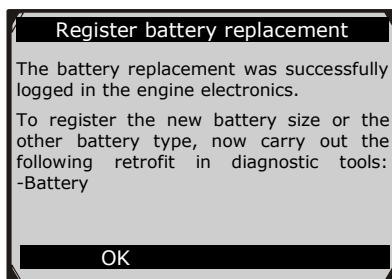 Register battery replacement
The battery replacement was successfully
logged in the engine electronics.
To register the new battery size or the
other battery type, now carry out the
following retrofit in diagnostic tools:
-Battery
OK